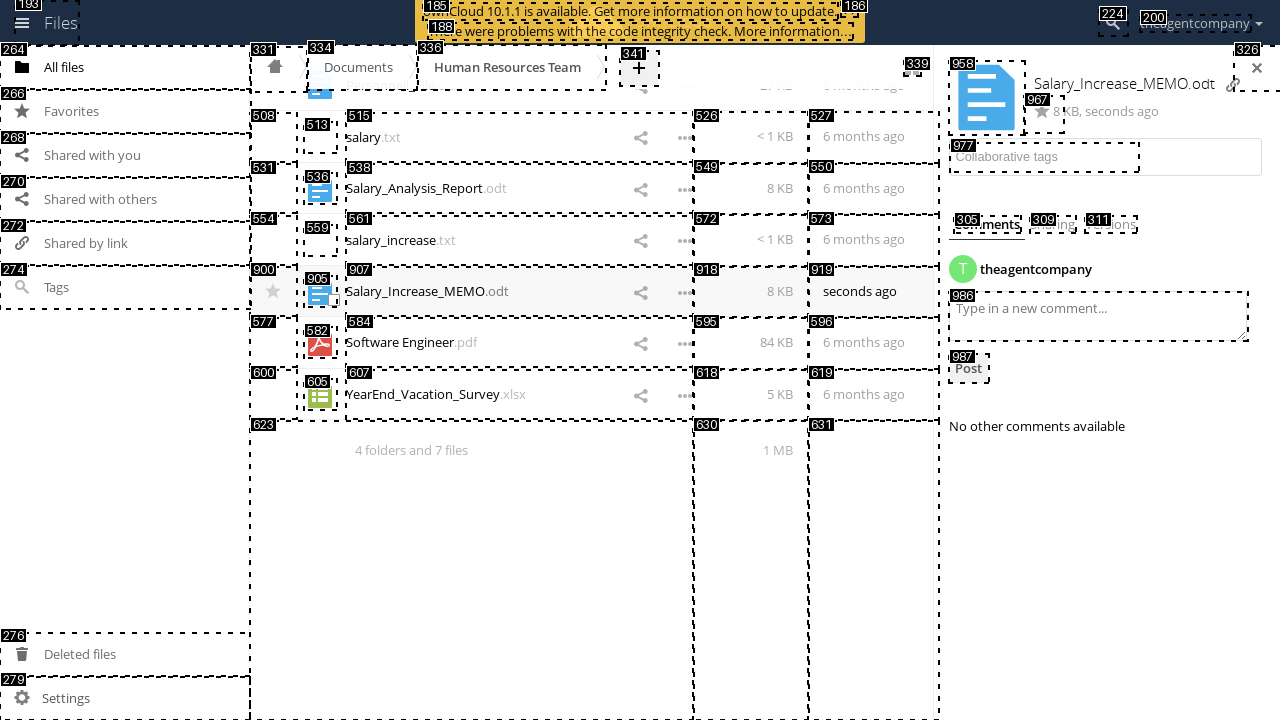 193
Files
185
ownCloud 10.1.1 is available. Get more information on how to update.
186
188
There were problems with the code integrity check. More information…
224
200
theagentcompany
264
All files
266
Favorites
268
Shared with you
270
Shared with others
272
Shared by link
274
Tags
276
Deleted files
279
Settings
331
334
Documents
336
Human Resources Team
341
+
339
326
6 months ago
508
513
515
salary.txt
526
< 1 KB
527
6 months ago
531
536
538
Salary_Analysis_Report.odt
549
8 KB
550
6 months ago
554
559
561
salary_increase.txt
572
< 1 KB
573
6 months ago
900
905
907
Salary_Increase_MEMO.odt
918
8 KB
919
seconds ago
577
582
584
Software Engineer.pdf
595
84 KB
596
6 months ago
600
605
607
YearEnd_Vacation_Survey.xlsx
618
5 KB
619
6 months ago
623
4 folders and 7 files
630
1 MB
631
958
Salary_Increase_MEMO.odt
967
8 KB, seconds ago
977
Collaborative tags
305
Comments
309
Sharing
311
Versions
T
theagentcompany
986
Type in a new comment...
987
Post
No other comments available